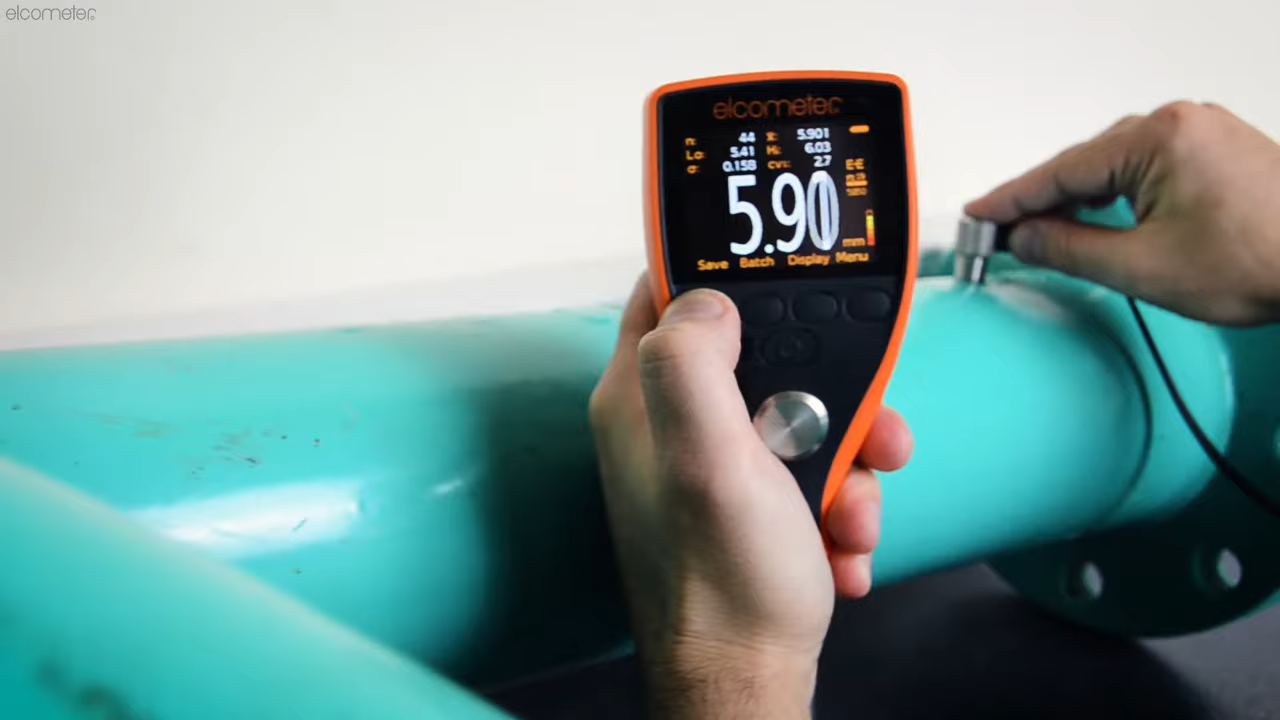 elcometer
elcometer
n: 44 x̄: 5.901
Lo: 5.41 Hi: 6.03
σ: 0.158 cv%: 2.7
E-E
5.90
mm
Save Batch Display Menu